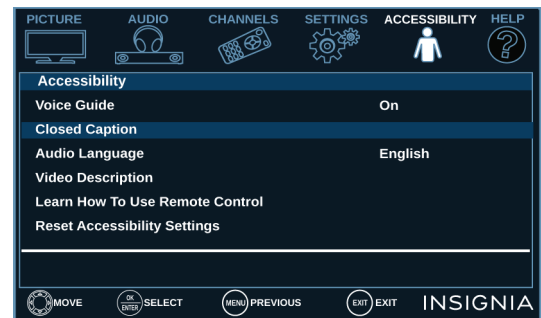 PICTURE AUDIO CHANNELS SETTINGS ACCESSIBILITY HELP
?
Accessibility
Voice Guide On
Closed Caption
Audio Language English
Video Description
Learn How To Use Remote Control
Reset Accessibility Settings
MOVE OK ENTER SELECT MENU PREVIOUS EXIT EXIT INSIGNIA